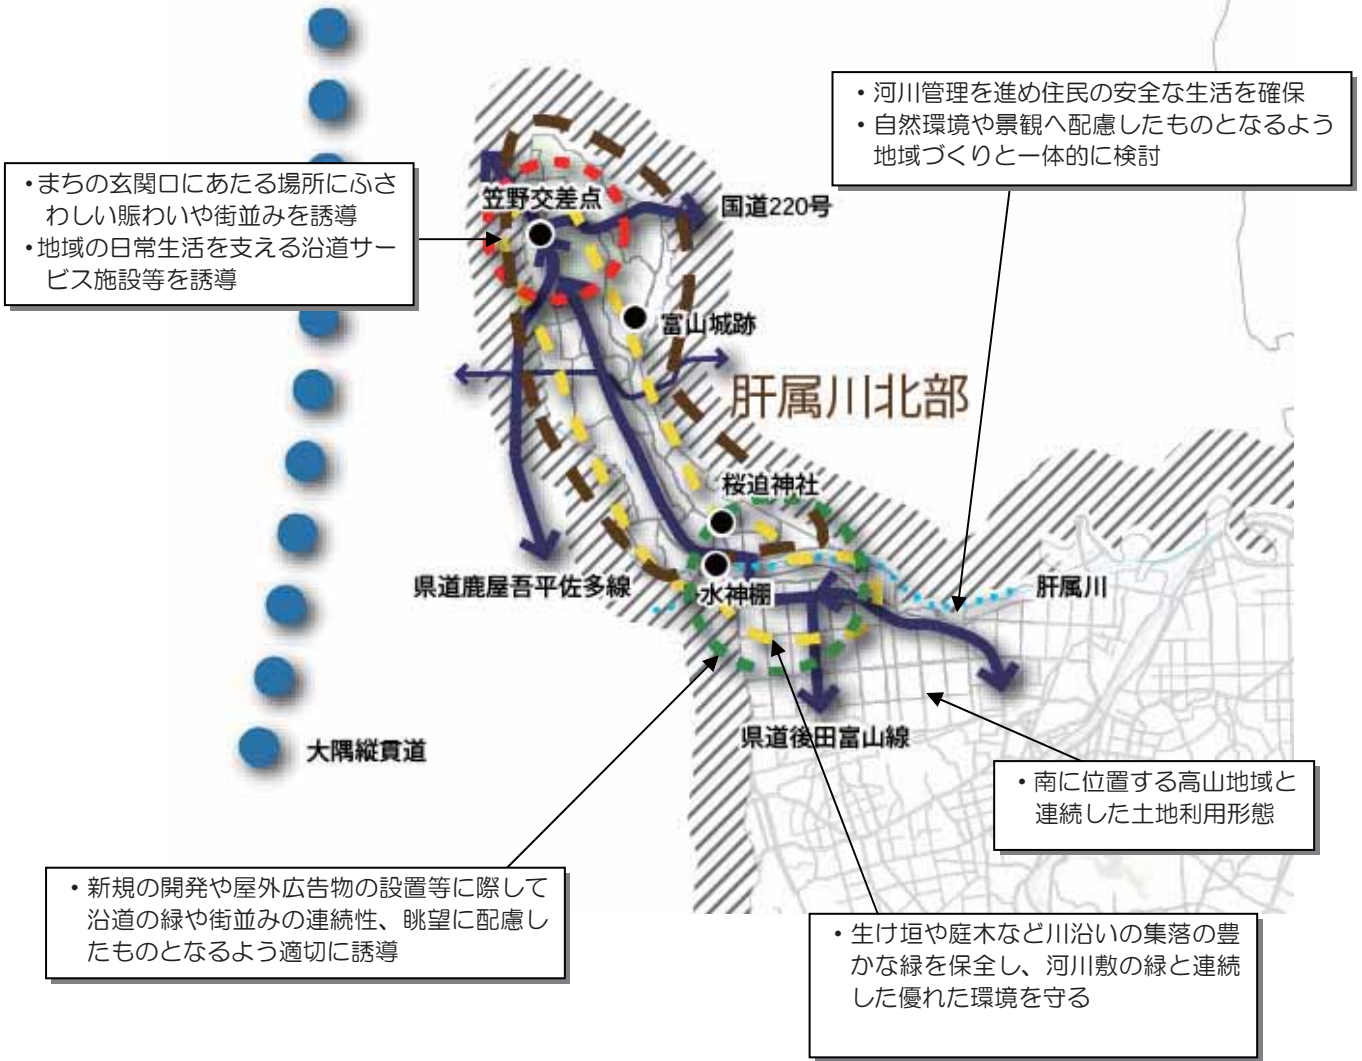 ・河川管理を進め住民の安全な生活を確保
・自然環境や景観へ配慮したものとなるよう
地域づくりと一体的に検討
・まちの玄関口にあたる場所にふさ
わしい賑わいや街並みを誘導
・地域の日常生活を支える沿道サー
ビス施設等を誘導
笠野交差点
国道220号
富山城跡
肝属川北部
桜迫神社
県道鹿屋吾平佐多線
水神棚
肝属川
県道後田富山線
大隅縦貫道
・南に位置する高山地域と
連続した土地利用形態
・新規の開発や屋外広告物の設置等に際して
沿道の緑や街並みの連続性、眺望に配慮し
たものとなるよう適切に誘導
・生け垣や庭木など川沿いの集落の豊
かな緑を保全し、河川敷の緑と連続
した優れた環境を守る